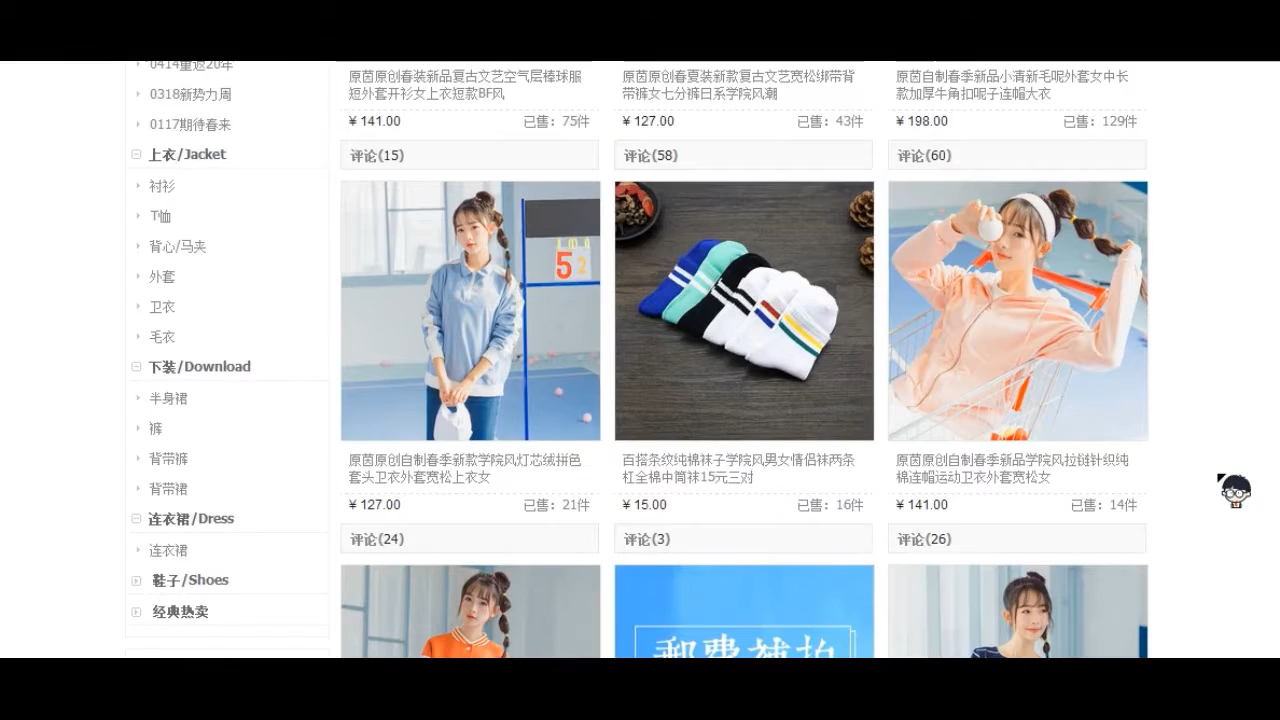 0414重返20年
0318新势力周
0117期待春来
上衣/Jacket
衬衫
T恤
背心/马夹
外套
卫衣
毛衣
下装/Download
半身裙
裤
背带裤
背带裙
连衣裙/Dress
连衣裙
鞋子/Shoes
经典热卖
原茵原创春装新品复古文艺空气层棒球服
短外套开衫女上衣短款BF风
¥ 141.00 已售：75件
评论(15)
原茵原创春夏装新款复古文艺宽松绑带背
带裤女七分裤日系学院风潮
¥ 127.00 已售：43件
评论(58)
原茵自制春季新品小清新毛呢外套女中长
款加厚牛角扣呢子连帽大衣
¥ 198.00 已售：129件
评论(60)
5 2
原茵原创自制春季新款学院风灯芯绒拼色
套头卫衣外套宽松上衣女
¥ 127.00 已售：21件
评论(24)
百搭条纹纯棉袜子学院风男女情侣袜两条
杠全棉中筒袜15元三对
¥ 15.00 已售：16件
评论(3)
原茵原创自制春季新品学院风拉链针织纯
棉连帽运动卫衣外套宽松女
¥ 141.00 已售：14件
评论(26)
邮费补拍